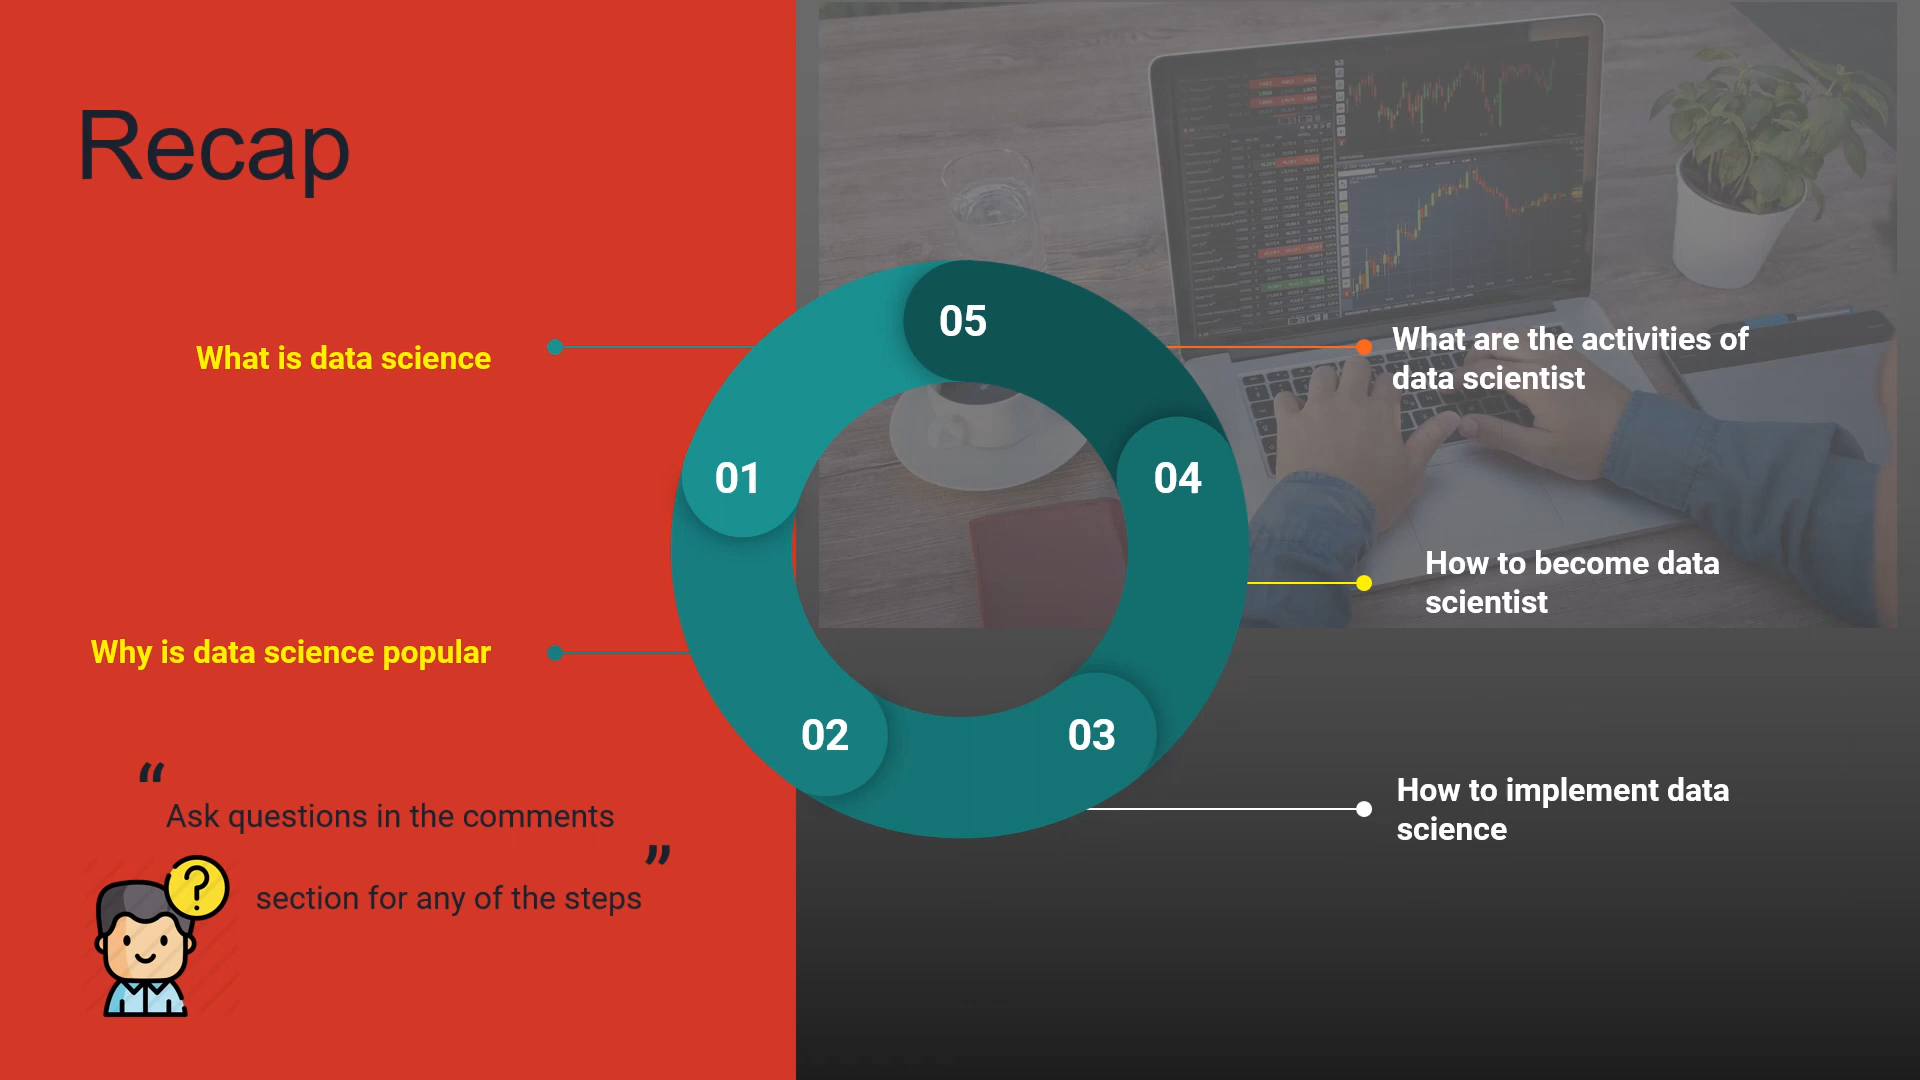 Recap
05
What is data science
What are the activities of
data scientist
01
04
How to become data
scientist
Why is data science popular
02
03
“
Ask questions in the comments
How to implement data
science
”
section for any of the steps
?